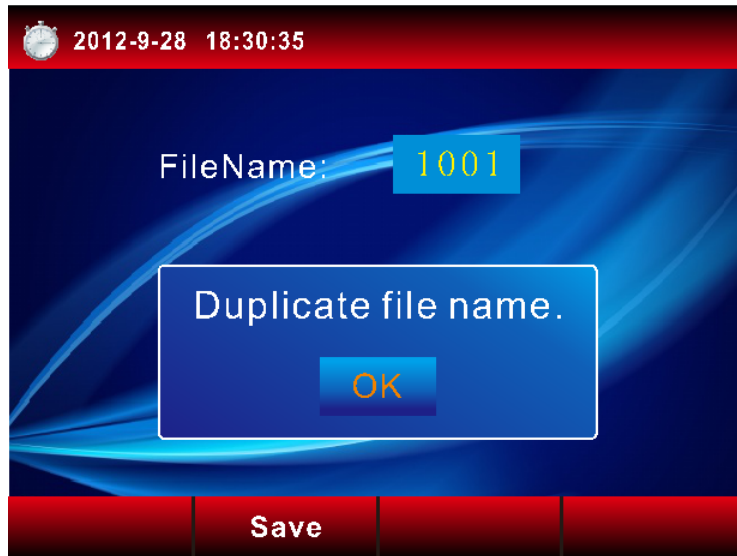 2012-9-28 18:30:35
FileName: 1001
Duplicate file name.
OK
Save